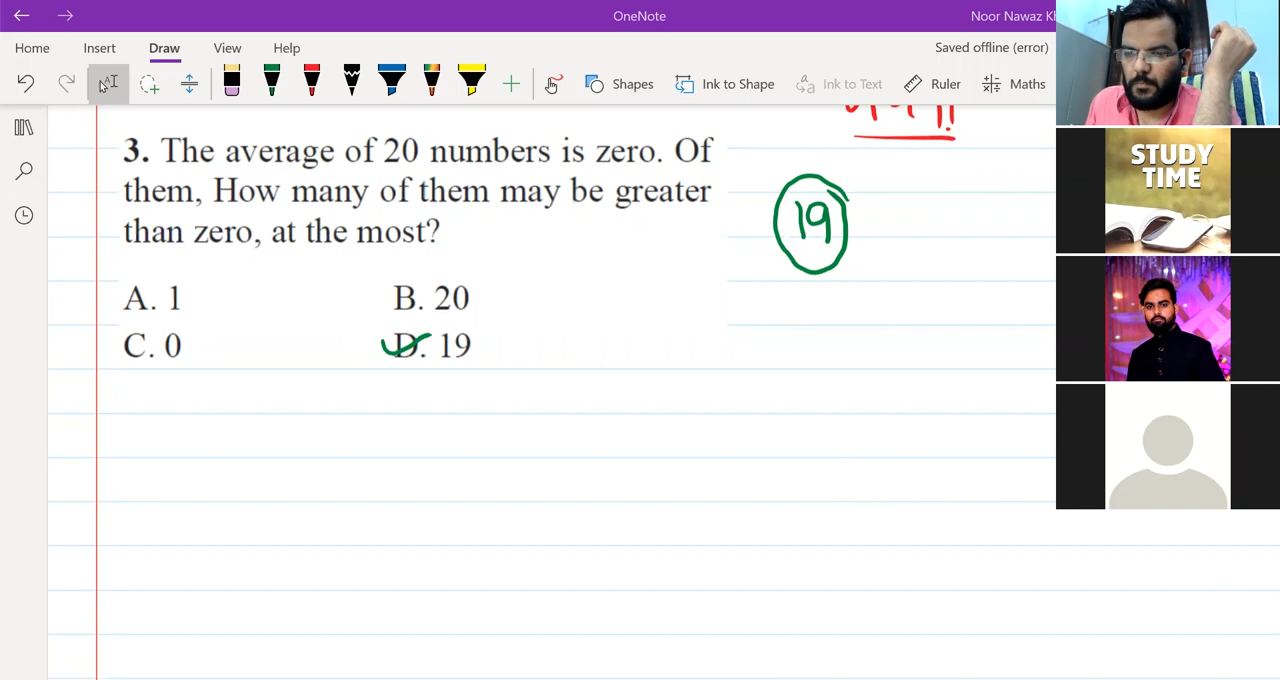 OneNote
Noor Nawaz Kh
Home
Insert
Draw
View
Help
Saved offline (error)
Shapes
Ink to Shape
Ink to Text
Ruler
Maths
3. The average of 20 numbers is zero. Of
them, How many of them may be greater
than zero, at the most?
A. 1
B. 20
C. 0
D. 19
19
STUDY
TIME